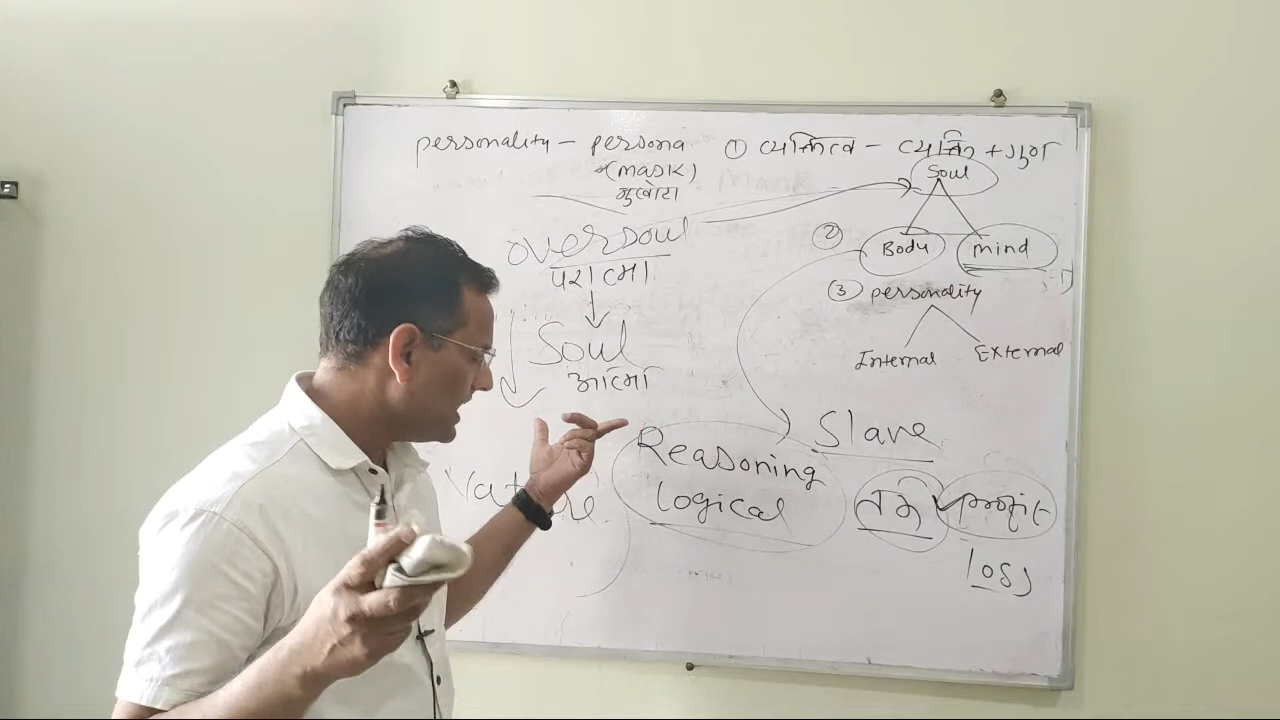 personality - persona
(mask)
मुखोटा
① व्यक्तित्व - व्यक्ति + गुण
Soul
② Body mind
③ personality
Internal External
oversoul
परात्मा
Soul
आत्मा
Reasoning
Logical
Slave
तर्क profit
loss